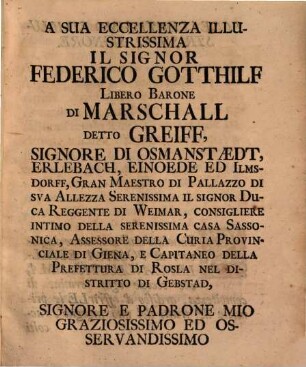 A SUA ECCELLENZA ILLU-
STRISSIMA
IL SIGNOR
FEDERICO GOTTHILF
LIBERO BARONE
DI MARSCHALL
DETTO GREIFF,
SIGNORE DI OSMANSTÆDT,
ERLEBACH, EINOEDE ED ILMS-
DORFF, GRAN MAESTRO DI PALLAZZO DI
SVA ALLEZZA SERENISSIMA IL SIGNOR DU-
CA REGGENTE DI WEIMAR, CONSIGLIERE
INTIMO DELLA SERENISSIMA CASA SASSO-
NICA, ASSESSORE DELLA CURIA PROVIN-
CIALE DI GIENA, E CAPITANEO DELLA
PREFETTURA DI ROSLA NEL DI-
STRITTO DI GEBSTAD,
SIGNORE E PADRONE MIO
GRAZIOSISSIMO ED OS-
SERVANDISSIMO